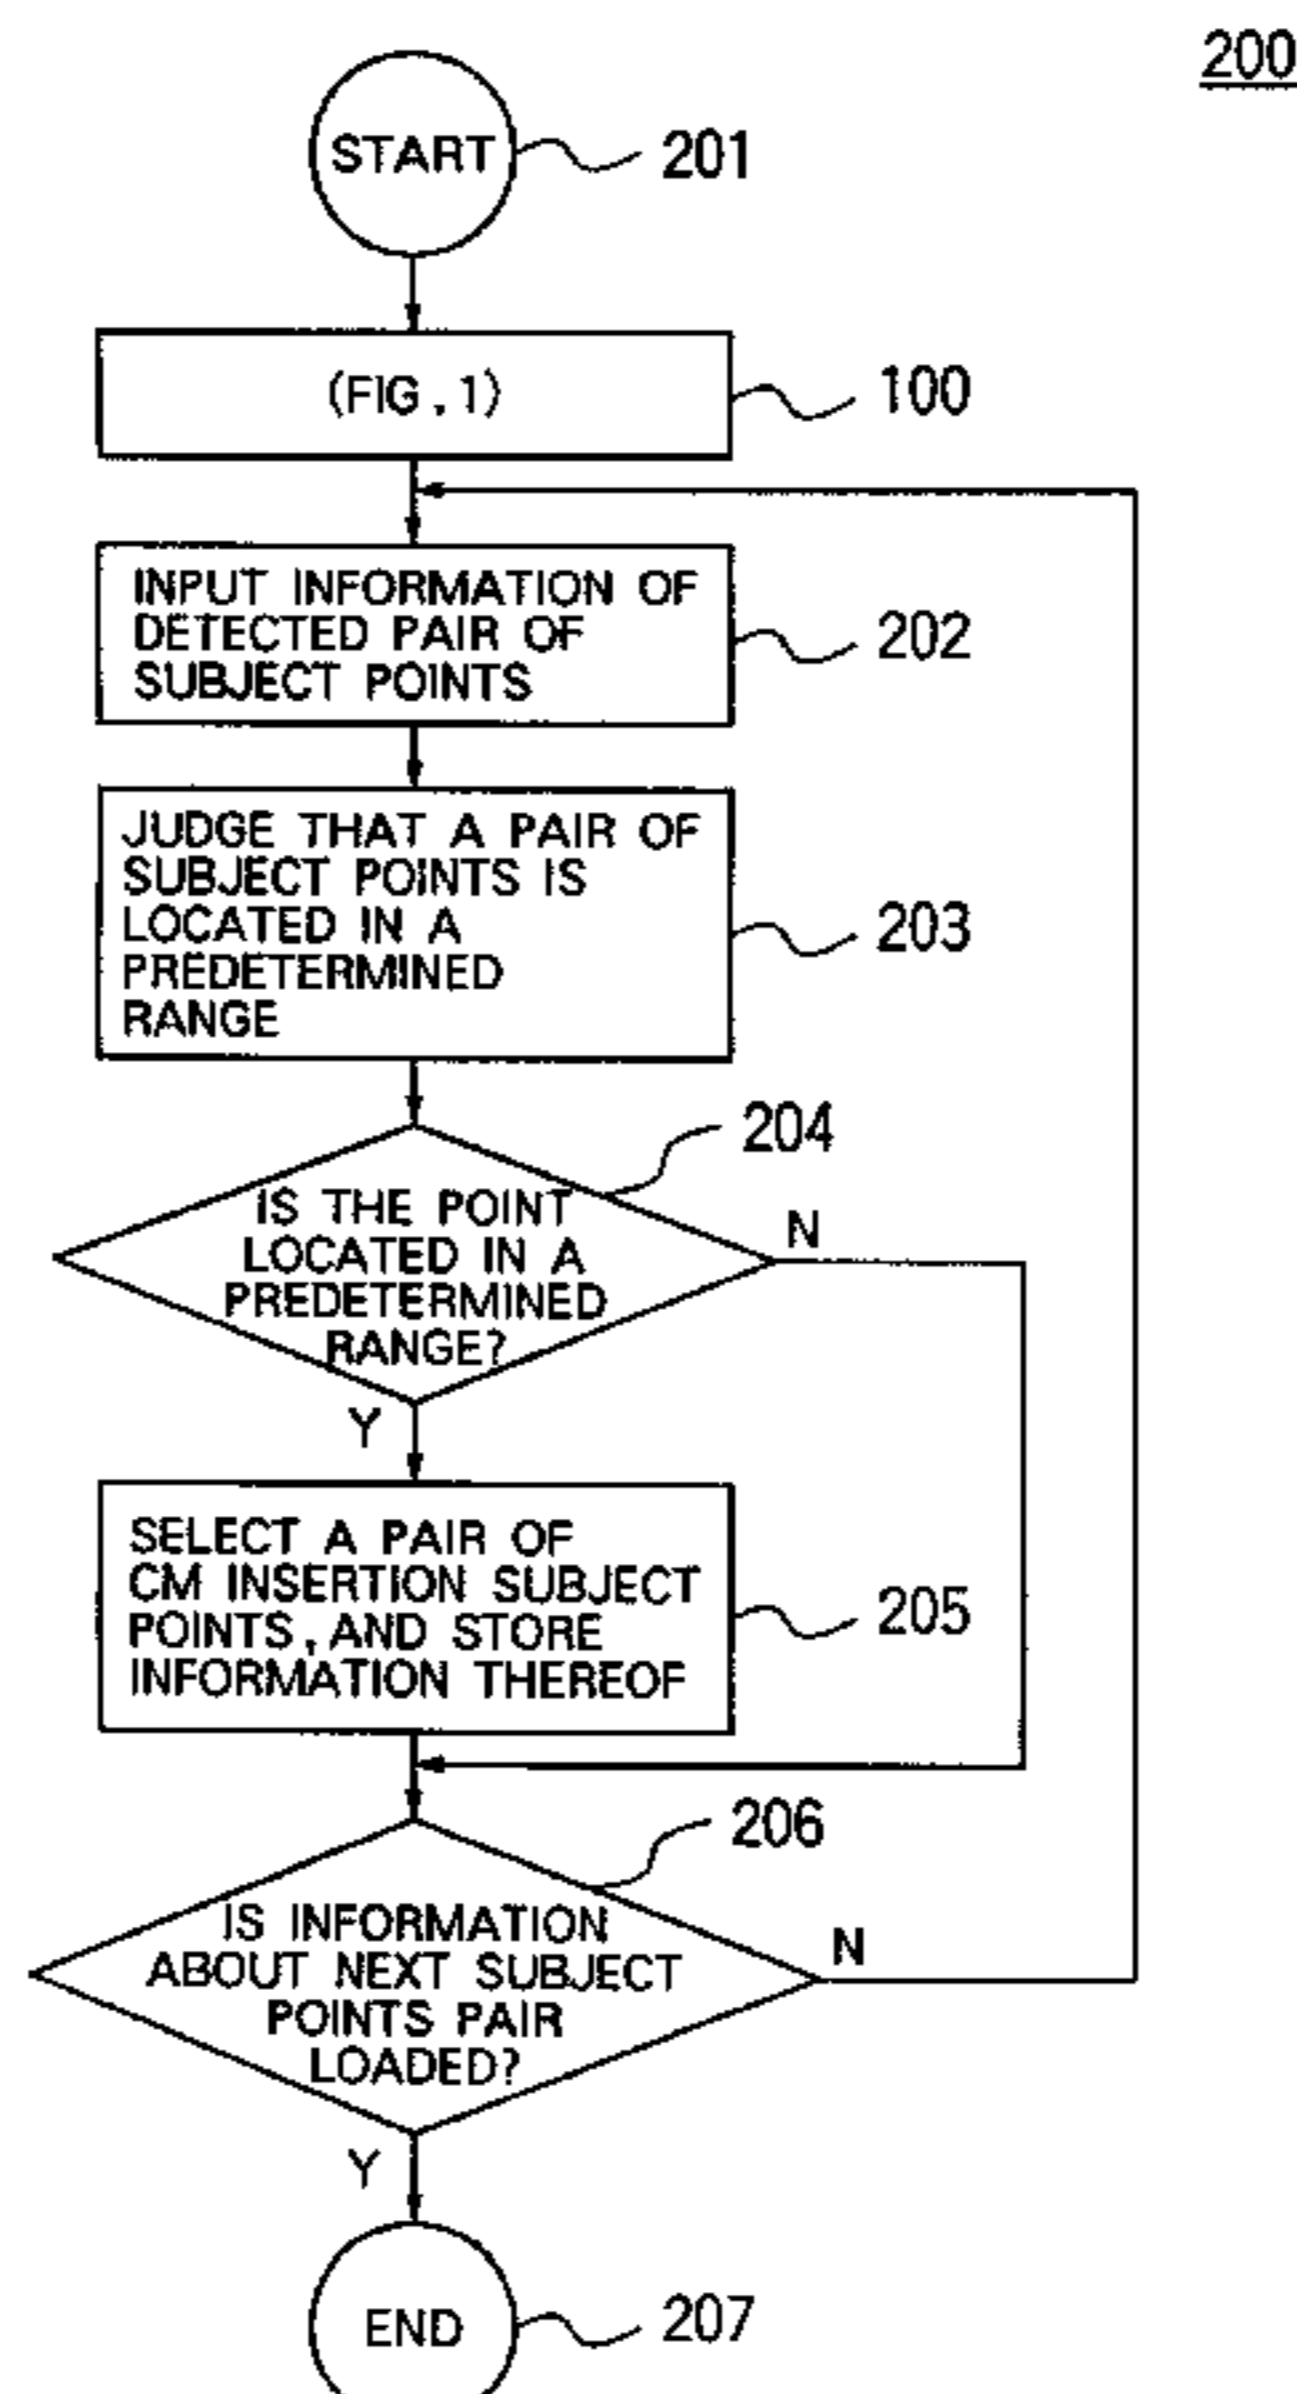 200
START
201
(FIG.1)
100
INPUT INFORMATION OF
DETECTED PAIR OF
SUBJECT POINTS
202
JUDGE THAT A PAIR OF
SUBJECT POINTS IS
LOCATED IN A
PREDETERMINED
RANGE
203
204
IS THE POINT
LOCATED IN A
PREDETERMINED
RANGE?
N
Y
SELECT A PAIR OF
CM INSERTION SUBJECT
POINTS, AND STORE
INFORMATION THEREOF
205
206
IS INFORMATION
ABOUT NEXT SUBJECT
POINTS PAIR
LOADED?
N
Y
END
207